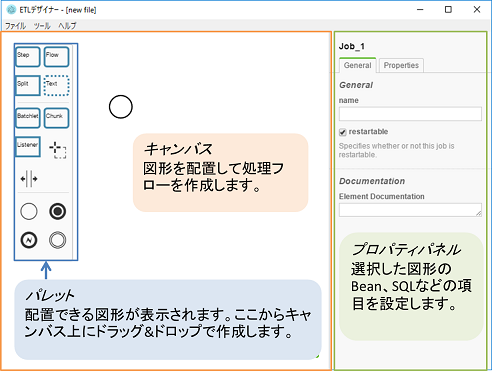 ETLデザイナー - [new file]
ファイル ツール ヘルプ
Step Flow
Split Text
Batchlet Chunk
Listener
キャンバス
図形を配置して処理フ
ローを作成します。
パレット
配置できる図形が表示されます。ここからキャ
ンバス上にドラッグ&ドロップで作成します。
Job_1
General Properties
General
name
restartable
Specifies whether or not this job is
restartable.
Documentation
Element Documentation
プロパティパネル
選択した図形の
Bean、SQLなどの項
目を設定します。